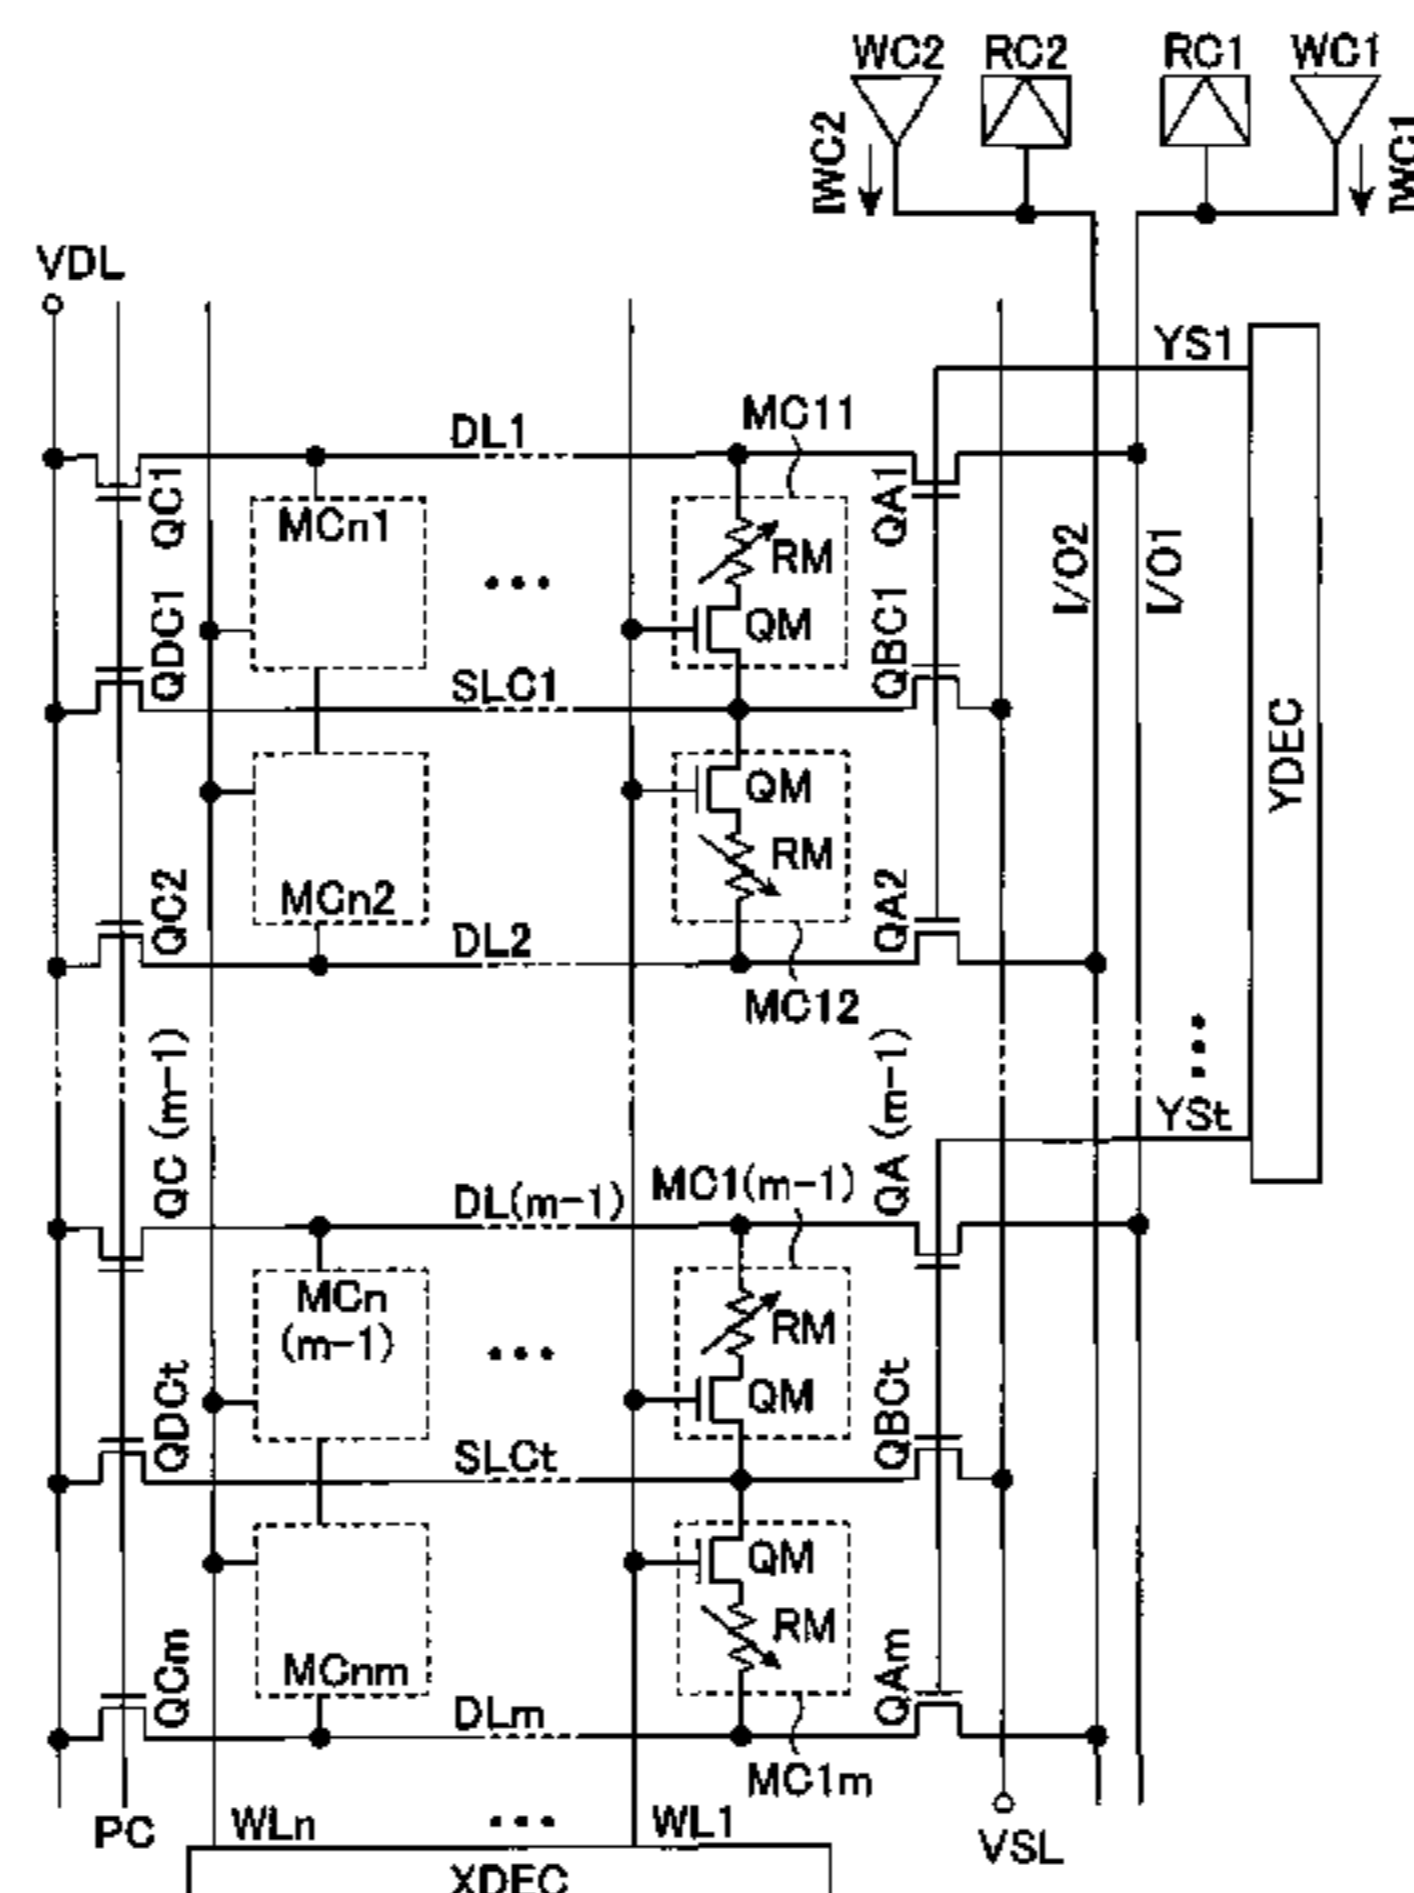 WC2 RC2 RC1 WC1
IWC2
IWC1
VDL
YS1
MC11
DL1
QC1
MCn1
RM
QA1
I/O2
I/O1
...
QM
QDC1
SLC1
QBC1
YDEC
QM
RM
QC2
MCn2
QA2
DL2
MC12
QC (m-1)
QA (m-1)
YSt
DL(m-1)
MC1(m-1)
MCn
(m-1)
RM
...
QM
QDCt
SLCt
QBCt
QM
RM
QCm
MCnm
QAm
DLm
MC1m
PC
WLn
...
WL1
VSL
XDEC